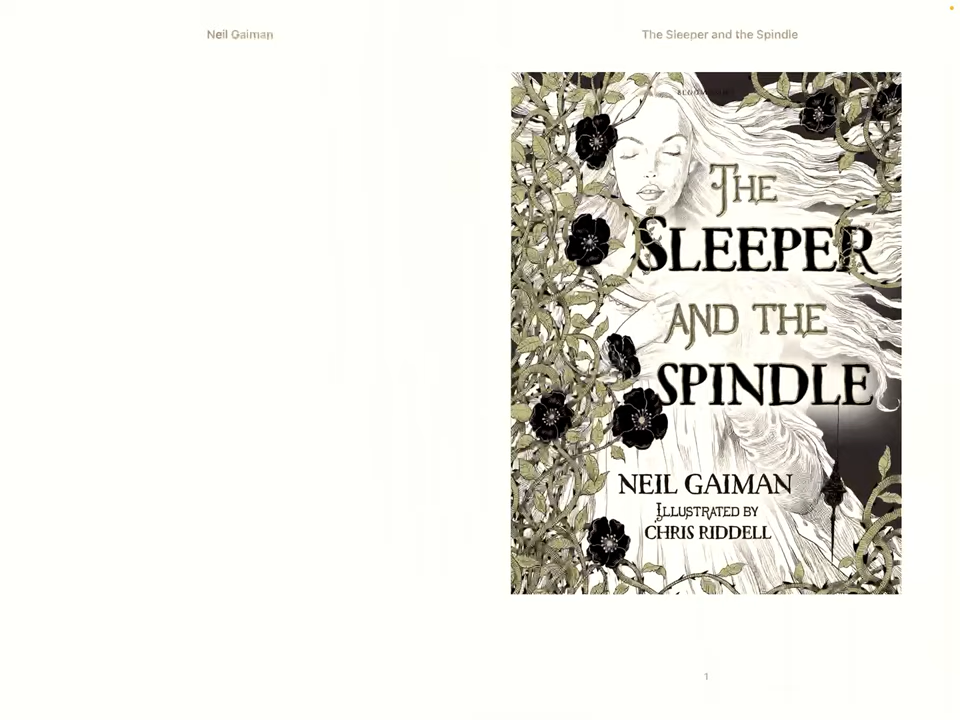 Neil Gaiman
The Sleeper and the Spindle
THE
SLEEPER
AND THE
SPINDLE
NEIL GAIMAN
ILLUSTRATED BY
CHRIS RIDDELL
1